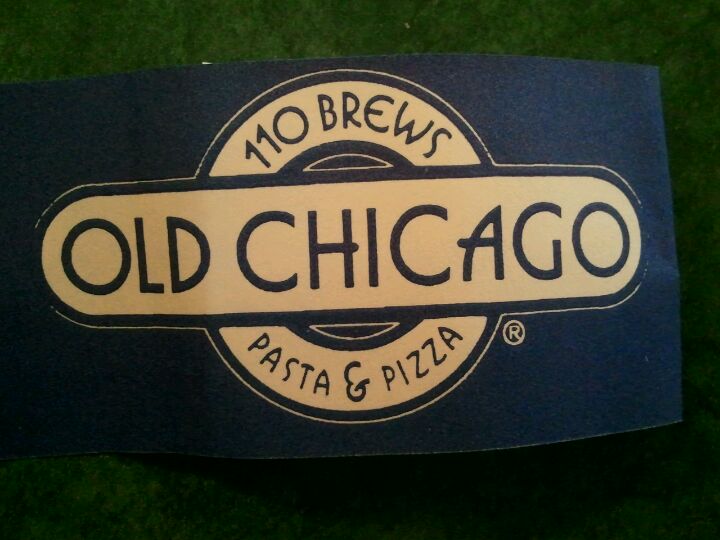 110 BREWS
OLD CHICAGO
PASTA & PIZZA
®